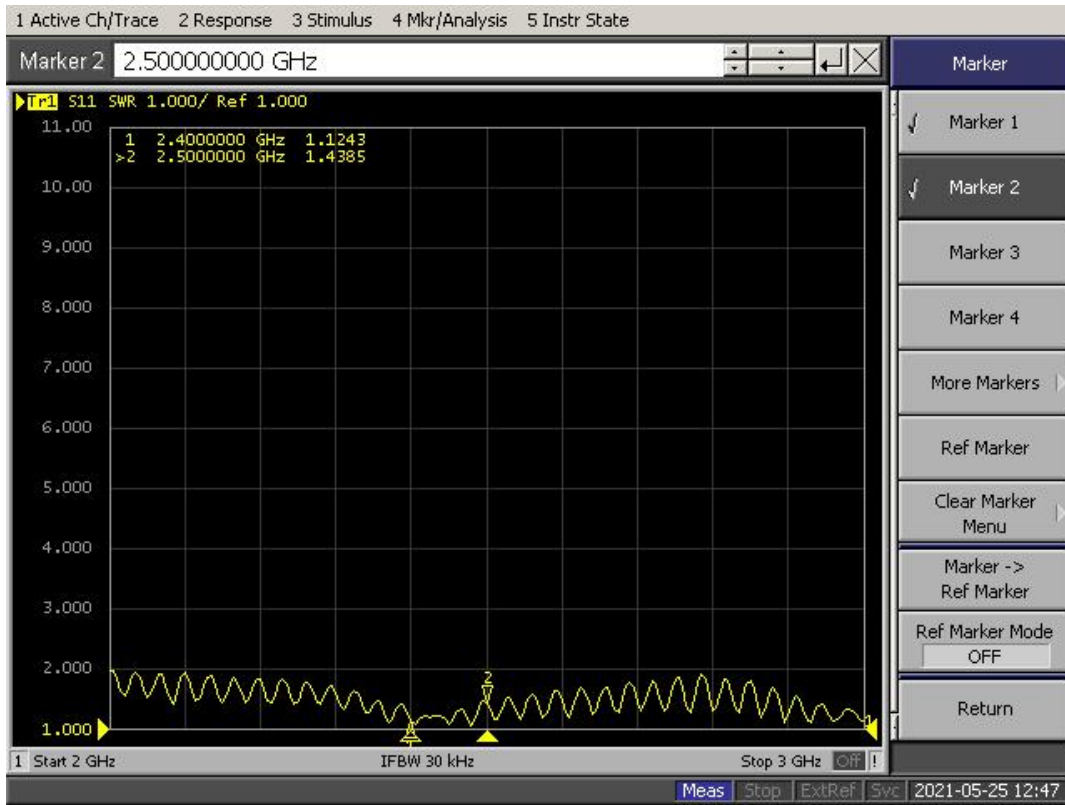 1 Active Ch/Trace 2 Response 3 Stimulus 4 Mkr/Analysis 5 Instr State
Marker 2 2.500000000 GHz
Marker
Tr1 S11 SWR 1.000/ Ref 1.000
11.00
1 2.4000000 GHz 1.1243
>2 2.5000000 GHz 1.4385
10.00
9.000
8.000
7.000
6.000
5.000
4.000
3.000
2.000
1.000
2
Marker 1
Marker 2
Marker 3
Marker 4
More Markers
Ref Marker
Clear Marker
Menu
Marker ->
Ref Marker
Ref Marker Mode
OFF
Return
1 Start 2 GHz IFBW 30 kHz Stop 3 GHz Off !
Meas Stop ExtRef Svc 2021-05-25 12:47